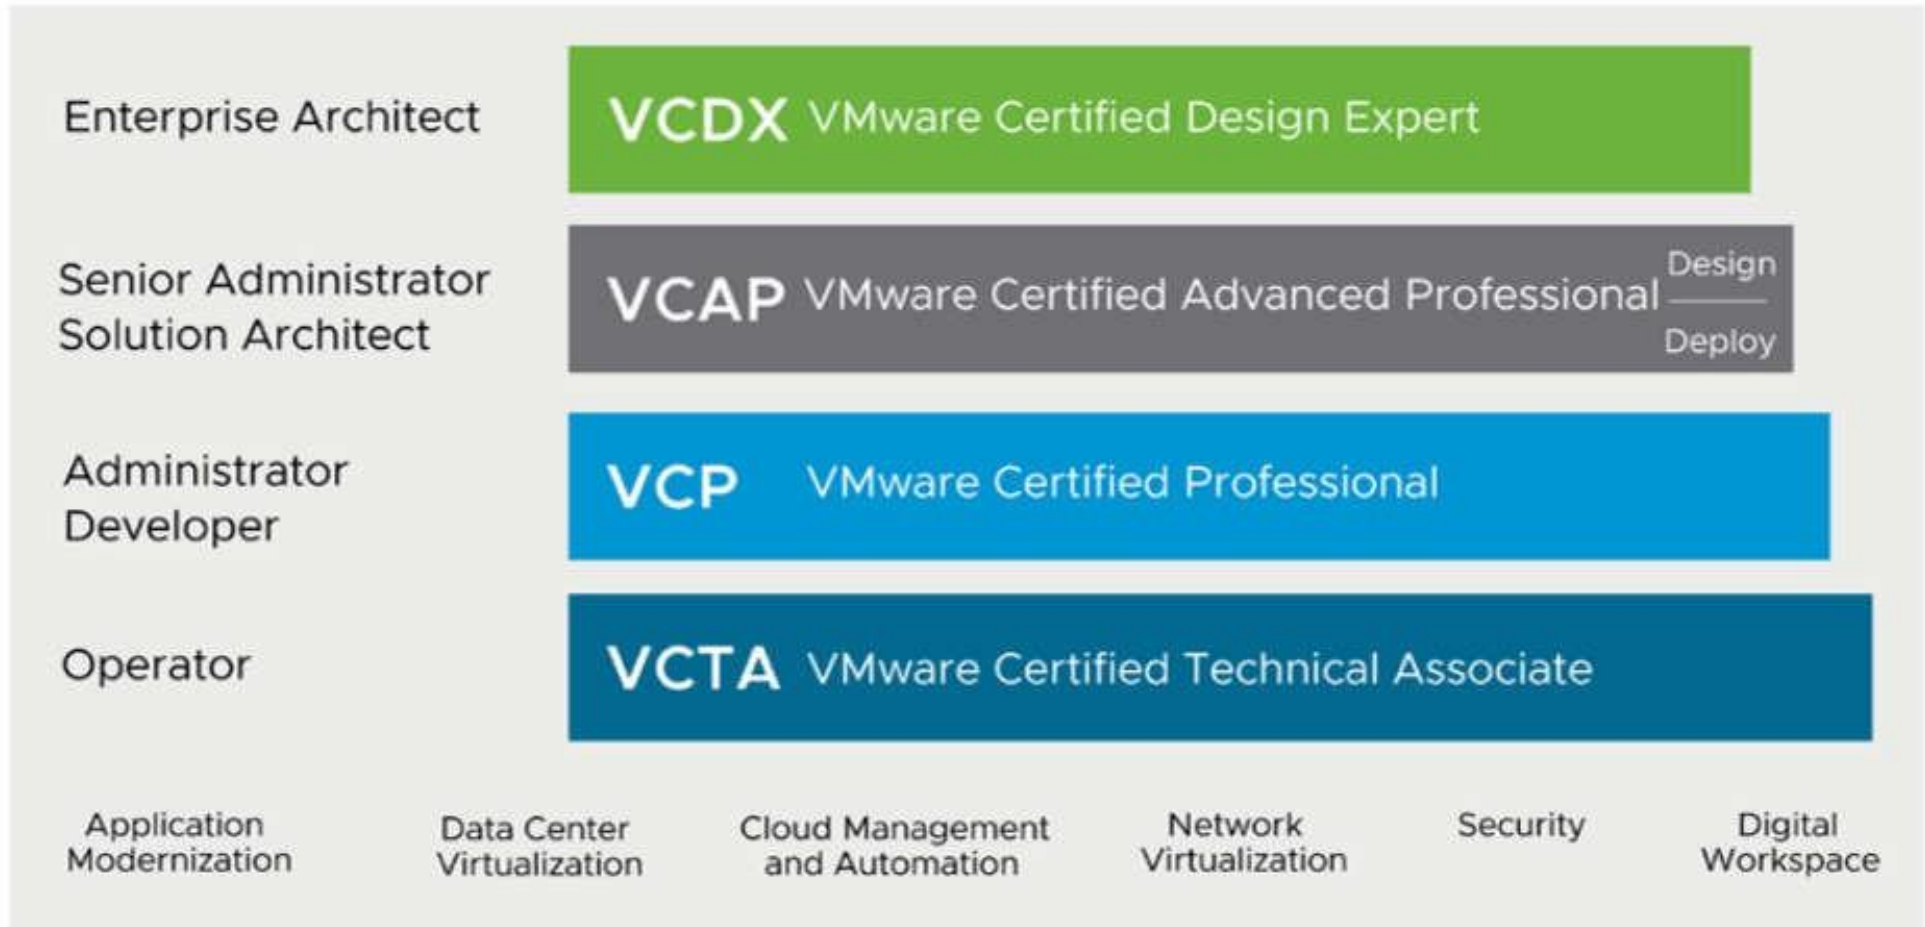 Enterprise Architect
VCDX VMware Certified Design Expert
Senior Administrator
Solution Architect
VCAP VMware Certified Advanced Professional
Design
Deploy
Administrator
Developer
VCP VMware Certified Professional
Operator
VCTA VMware Certified Technical Associate
Application
Modernization
Data Center
Virtualization
Cloud Management
and Automation
Network
Virtualization
Security
Digital
Workspace